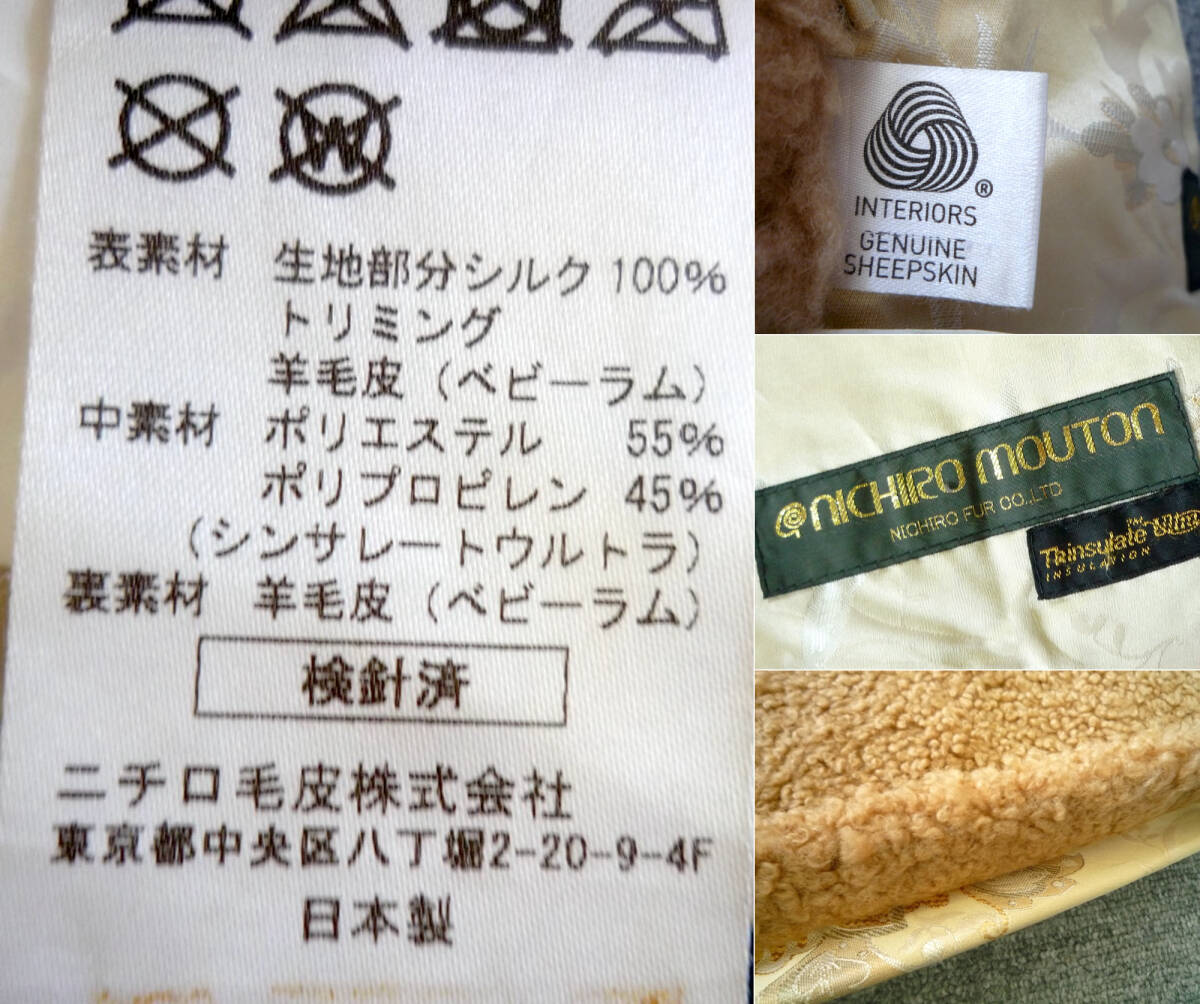 W
表素材 生地部分シルク 100%
トリミング
羊毛皮（ベビーラム）
中素材 ポリエステル 55%
ポリプロピレン 45%
（シンサレートウルトラ）
裏素材 羊毛皮（ベビーラム）
検針済
ニチロ毛皮株式会社
東京都中央区八丁堀2-20-9-4F
日本製
®
INTERIORS
GENUINE
SHEEPSKIN
NICHIRO MOUTON
NICHIRO FUR CO.,LTD
Thinsulate™
INSULATION